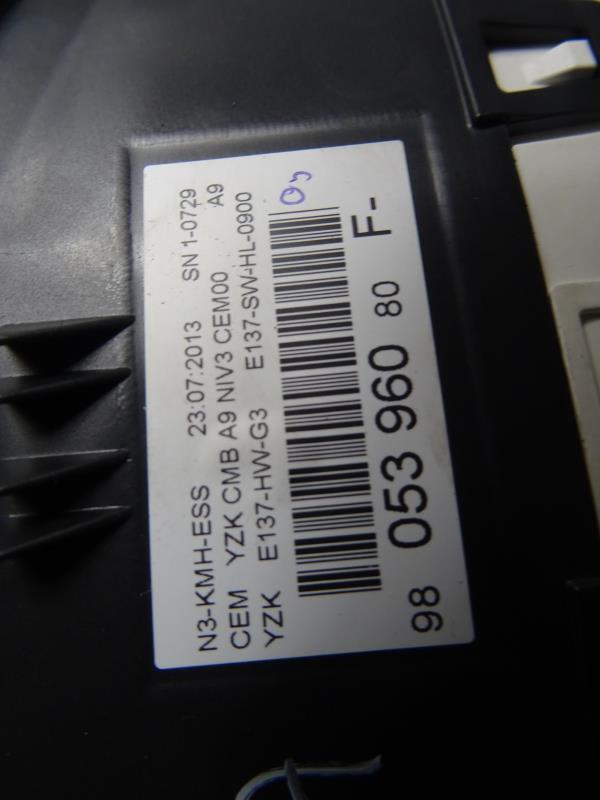 N3-KMH-ESS 23:07:2013 SN 1-0729
CEM YZK CMB A9 NIV3 CEM00 A9
YZK E137-HW-G3 E137-SW-HL-0900
98 053 960 80 F-